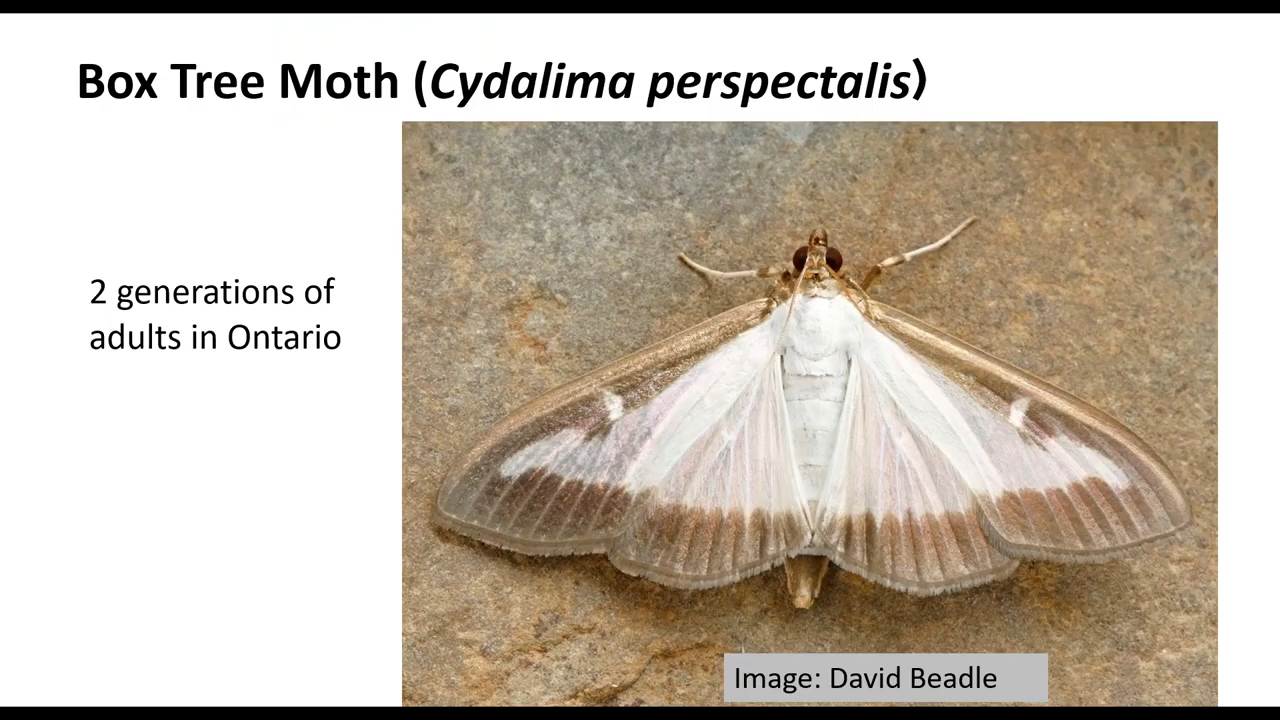 Box Tree Moth (Cydalima perspectalis)
2 generations of
adults in Ontario
Image: David Beadle